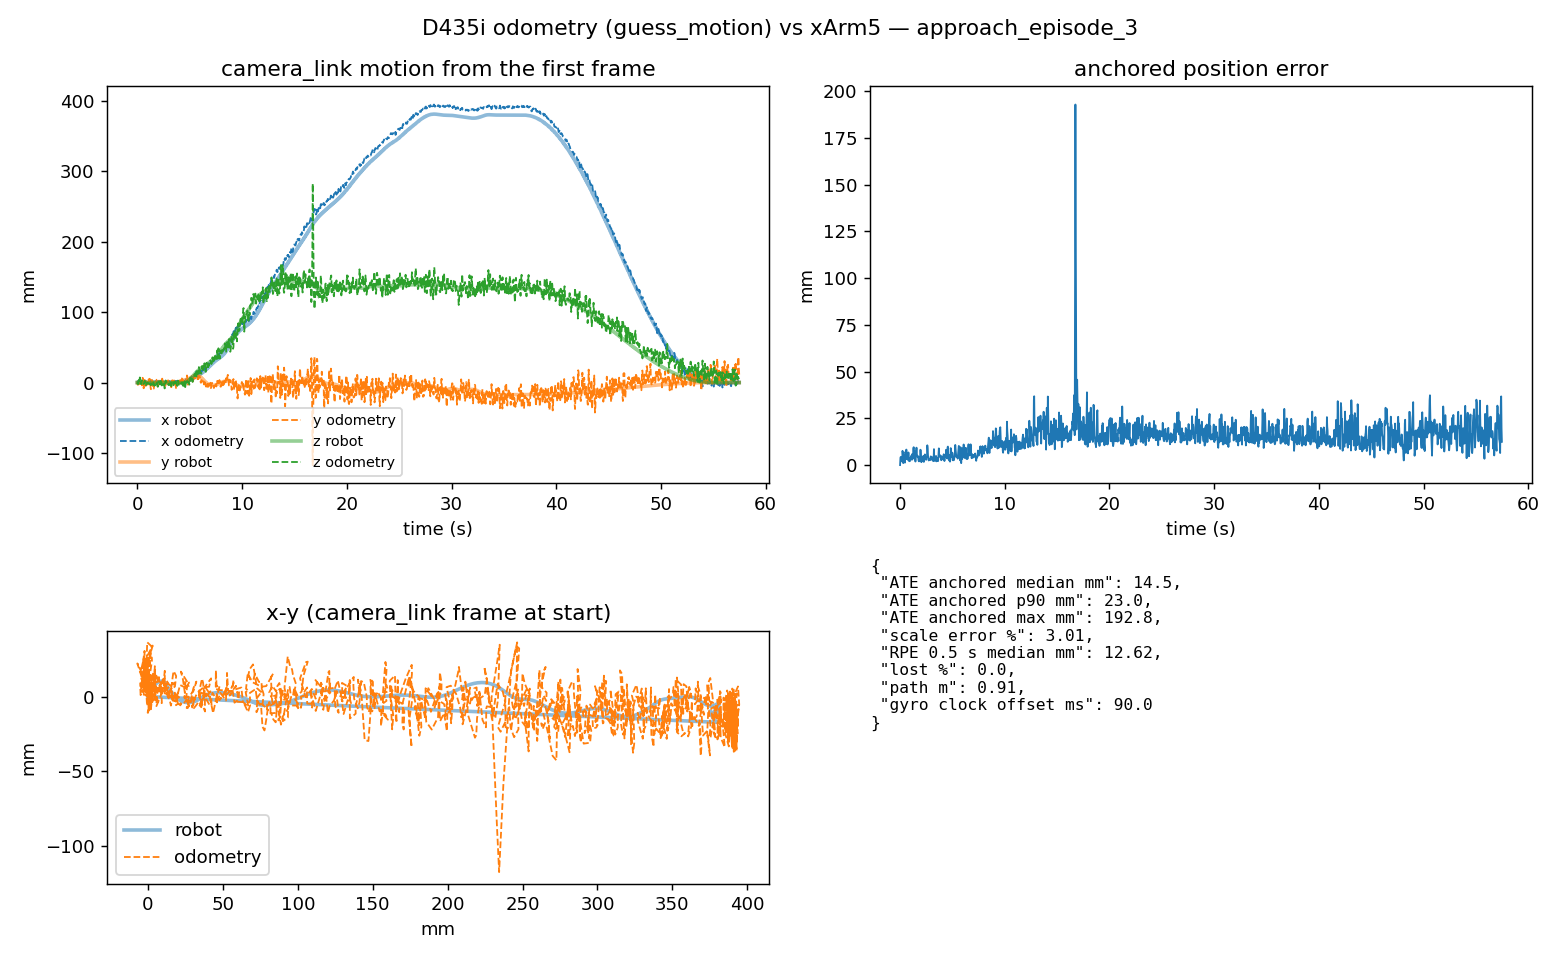 D435i odometry (guess_motion) vs xArm5 — approach_episode_3
camera_link motion from the first frame
400
300
200
100
0
−100
mm
x robot
x odometry
y robot
y odometry
z robot
z odometry
0 10 20 30 40 50 60
time (s)
anchored position error
200
175
150
125
100
75
50
25
0
mm
0 10 20 30 40 50 60
time (s)
x-y (camera_link frame at start)
0
−50
−100
mm
robot
odometry
0 50 100 150 200 250 300 350 400
mm
{
"ATE anchored median mm": 14.5,
"ATE anchored p90 mm": 23.0,
"ATE anchored max mm": 192.8,
"scale error %": 3.01,
"RPE 0.5 s median mm": 12.62,
"lost %": 0.0,
"path m": 0.91,
"gyro clock offset ms": 90.0
}